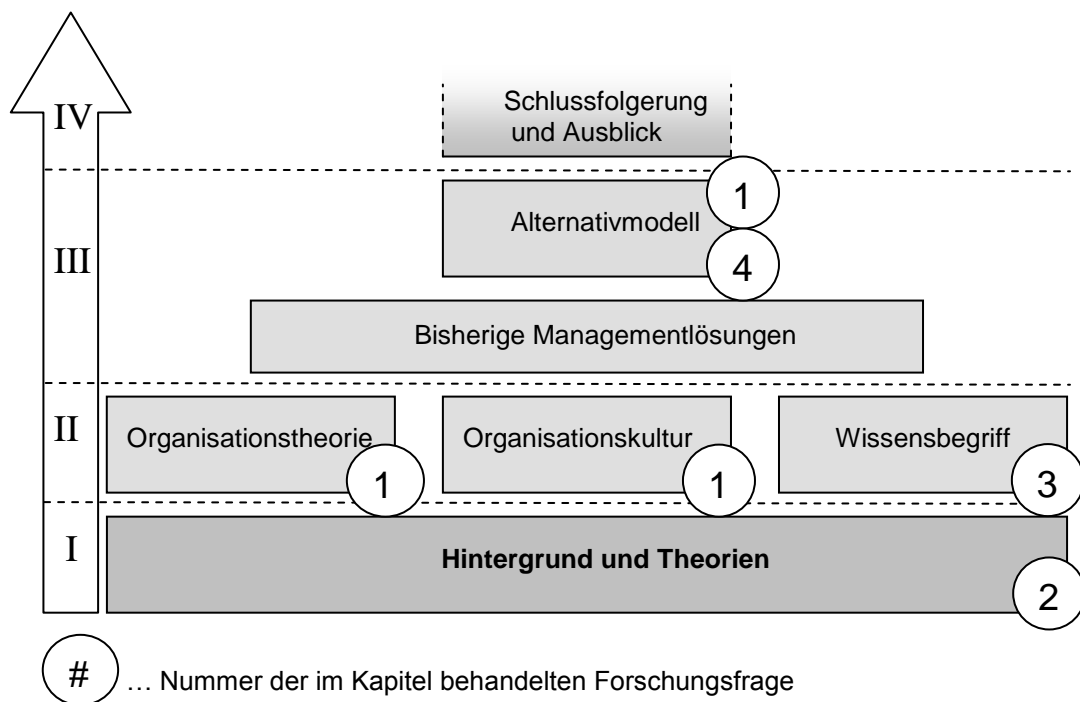 IV
Schlussfolgerung
und Ausblick
1
III
Alternativmodell
4
Bisherige Managementlösungen
II
Organisationstheorie
Organisationskultur
Wissensbegriff
1
1
3
I
Hintergrund und Theorien
2
# … Nummer der im Kapitel behandelten Forschungsfrage